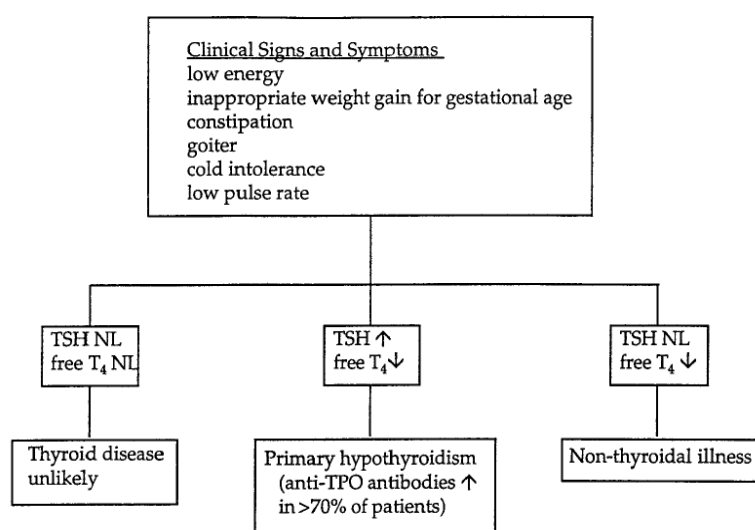 Clinical Signs and Symptoms
low energy
inappropriate weight gain for gestational age
constipation
goiter
cold intolerance
low pulse rate
TSH NL
free T₄ NL
TSH ↑
free T₄ ↓
TSH NL
free T₄ ↓
Thyroid disease
unlikely
Primary hypothyroidism
(anti-TPO antibodies ↑
in >70% of patients)
Non-thyroidal illness